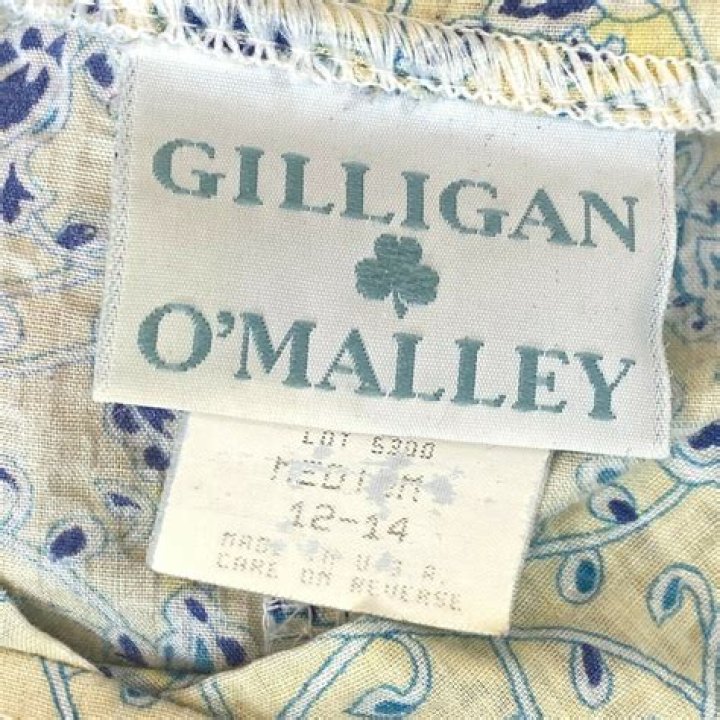 GILLIGAN
O'MALLEY
LOT 5300
MEDIUM
12-14
MADE IN U.S.A.
CARE ON REVERSE